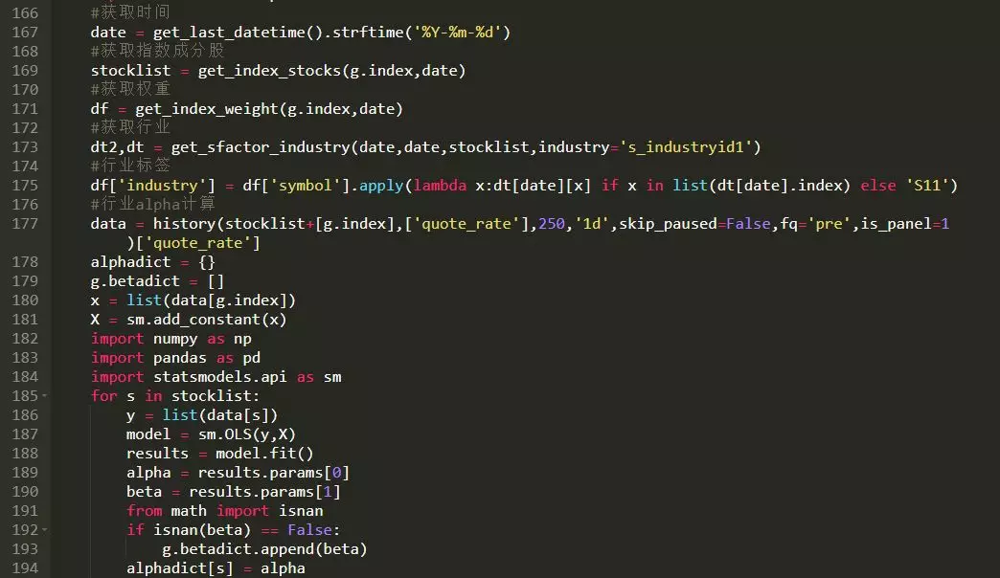 166 #获取时间
167 date = get_last_datetime().strftime('%Y-%m-%d')
168 #获取指数成分股
169 stocklist = get_index_stocks(g.index,date)
170 #获取权重
171 df = get_index_weight(g.index,date)
172 #获取行业
173 dt2,dt = get_sfactor_industry(date,date,stocklist,industry='s_industryid1')
174 #行业标签
175 df['industry'] = df['symbol'].apply(lambda x:dt[date][x] if x in list(dt[date].index) else 'S11')
176 #行业alpha计算
177 data = history(stocklist+[g.index],['quote_rate'],250,'1d',skip_paused=False,fq='pre',is_panel=1
)['quote_rate']
178 alphadict = {}
179 g.betadict = []
180 x = list(data[g.index])
181 X = sm.add_constant(x)
182 import numpy as np
183 import pandas as pd
184 import statsmodels.api as sm
185 for s in stocklist:
186 y = list(data[s])
187 model = sm.OLS(y,X)
188 results = model.fit()
189 alpha = results.params[0]
190 beta = results.params[1]
191 from math import isnan
192 if isnan(beta) == False:
193 g.betadict.append(beta)
194 alphadict[s] = alpha